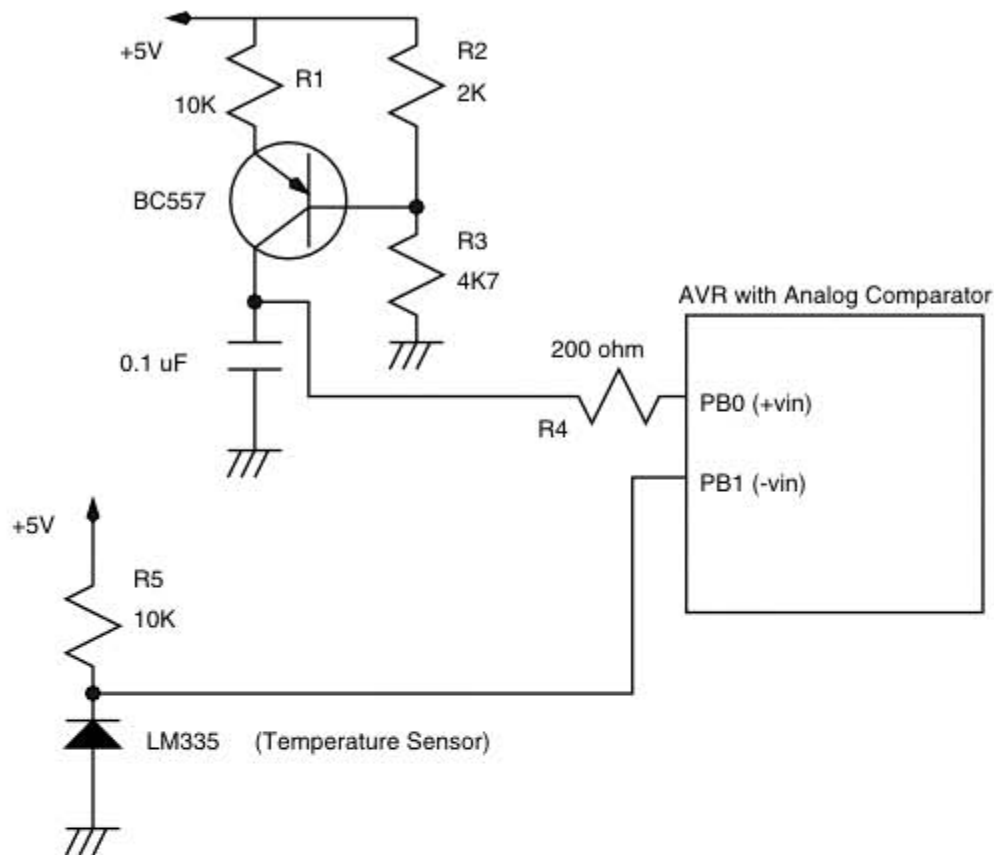 +5V
R1
10K
R2
2K
BC557
R3
4K7
0.1 uF
AVR with Analog Comparator
200 ohm
R4
PB0 (+vin)
PB1 (-vin)
+5V
R5
10K
LM335 (Temperature Sensor)